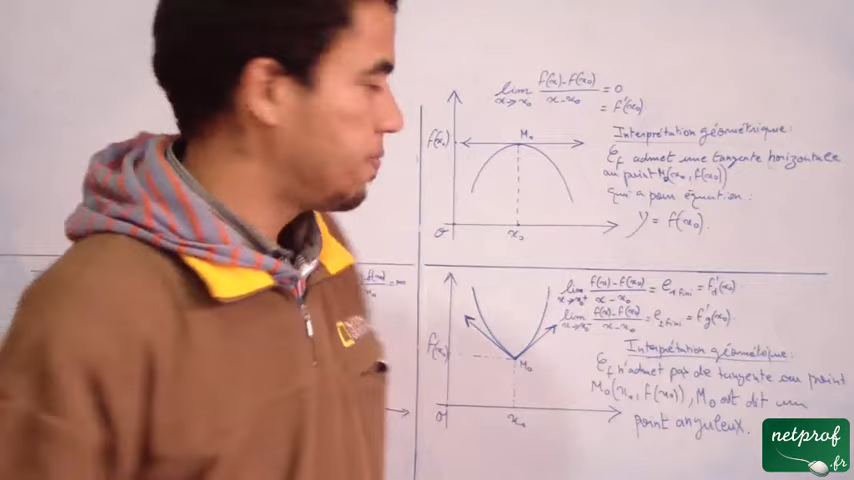 lim f(x)-f(x₀) / x-x₀ = 0
x→x₀
= f'(x₀)
f(x₀)
M₀
O
x₀
Interprétation géométrique:
Cf admet une tangente horizontale
au point M₀(x₀, f(x₀))
qui a pour équation :
y = f(x₀).
lim f(x)-f(x₀) / x-x₀ = l₁ fini = f'd(x₀)
x→x₀⁺
lim f(x)-f(x₀) / x-x₀ = l₂ fini = f'g(x₀)
x→x₀⁻
f(x₀)
M₀
O
x₀
Interprétation géométrique:
Cf n'admet pas de tangente au point
M₀(x₀, f(x₀)), M₀ est dit un
point anguleux.
netprof
.fr